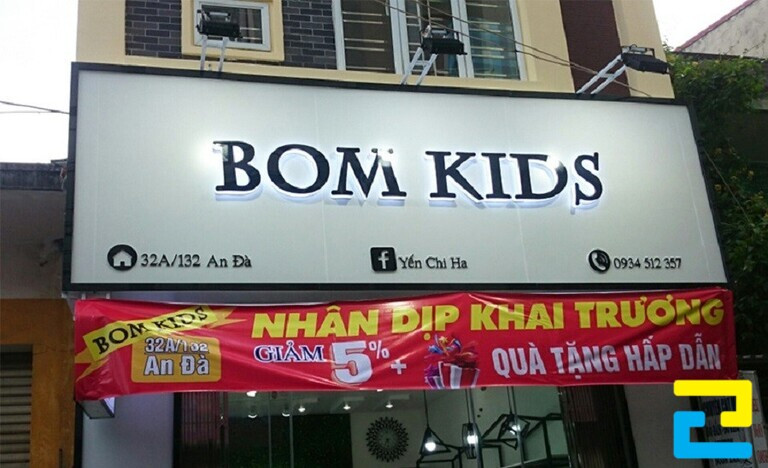 BOM KIDS
32A/132 An Đà
Yến Chi Ha
0934 512 357
BOM KIDS
32A/132
An Đà
NHÂN DỊP KHAI TRƯƠNG
GIẢM 5% +
QUÀ TẶNG HẤP DẪN